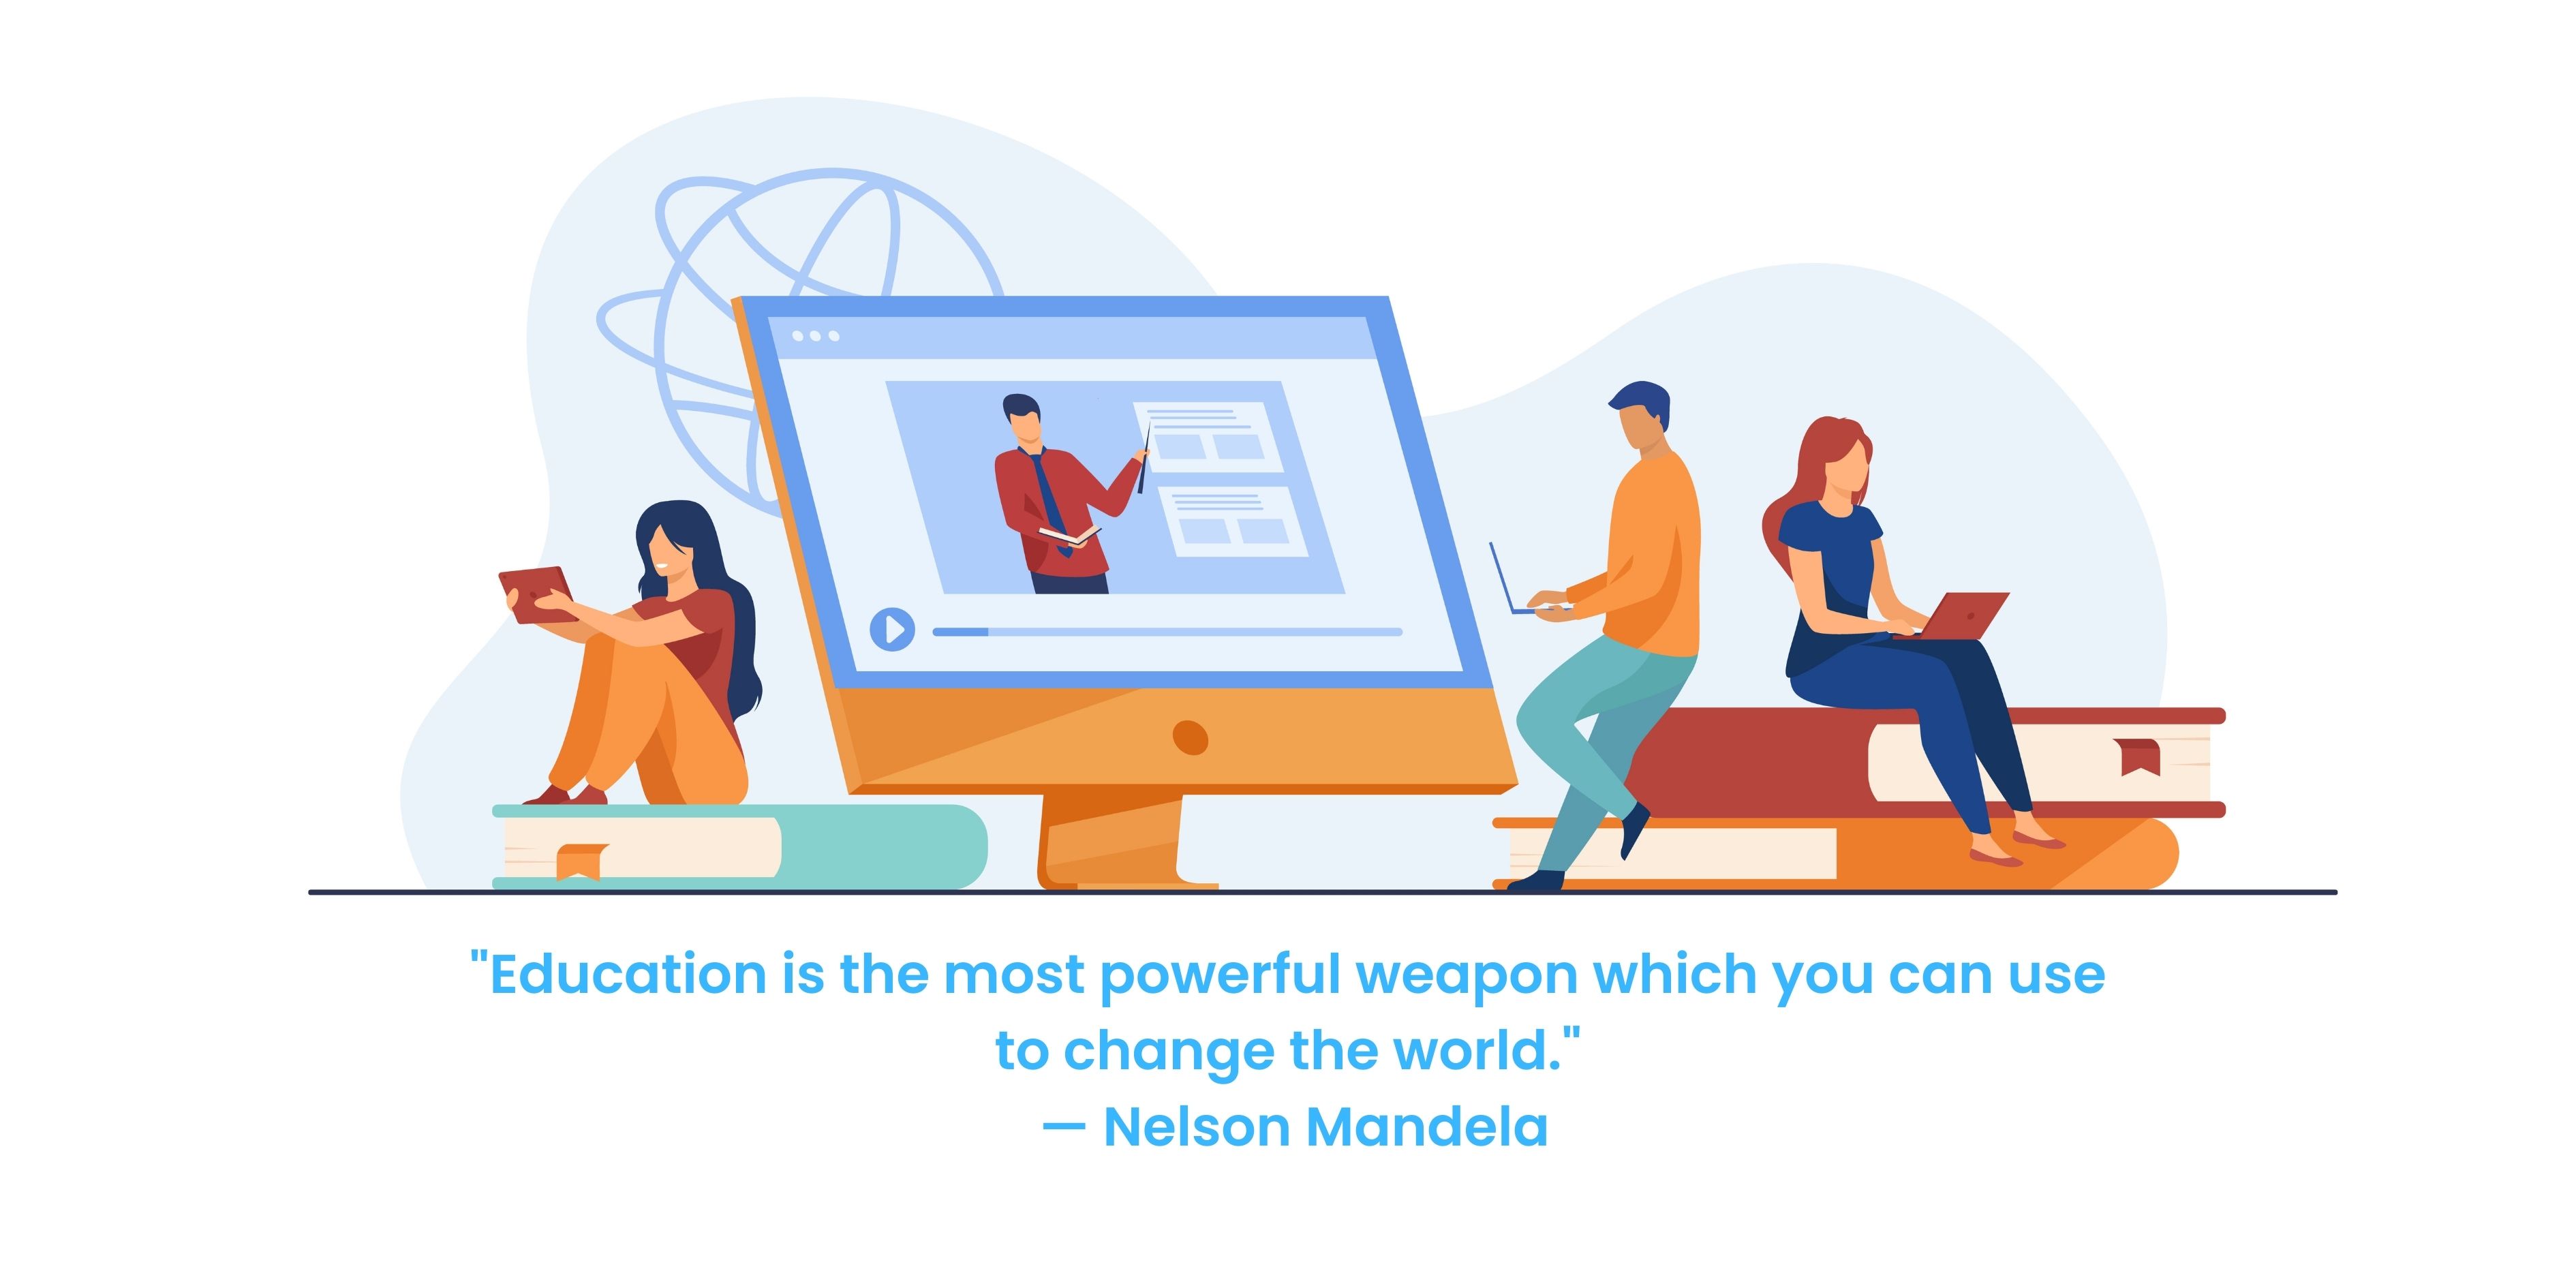 "Education is the most powerful weapon which you can use
to change the world."
— Nelson Mandela